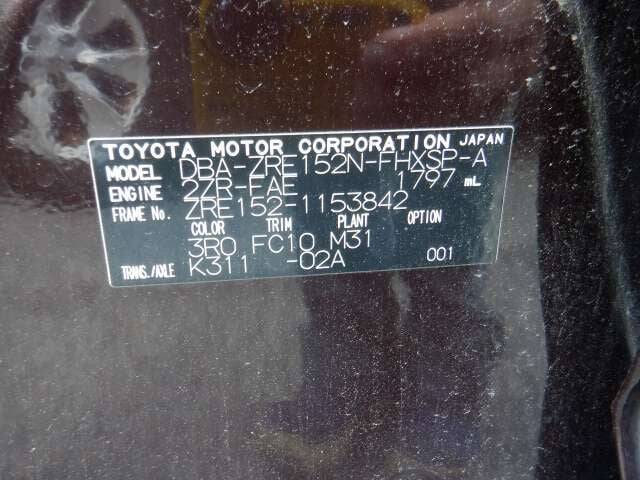 TOYOTA MOTOR CORPORATION JAPAN
MODEL DBA-ZRE152N-FHXSP-A
ENGINE 2ZR-FAE 1797 mL
FRAME No. ZRE152-1153842
COLOR TRIM PLANT OPTION
3R0 FC10 M31
TRANS./AXLE K311 -02A 001